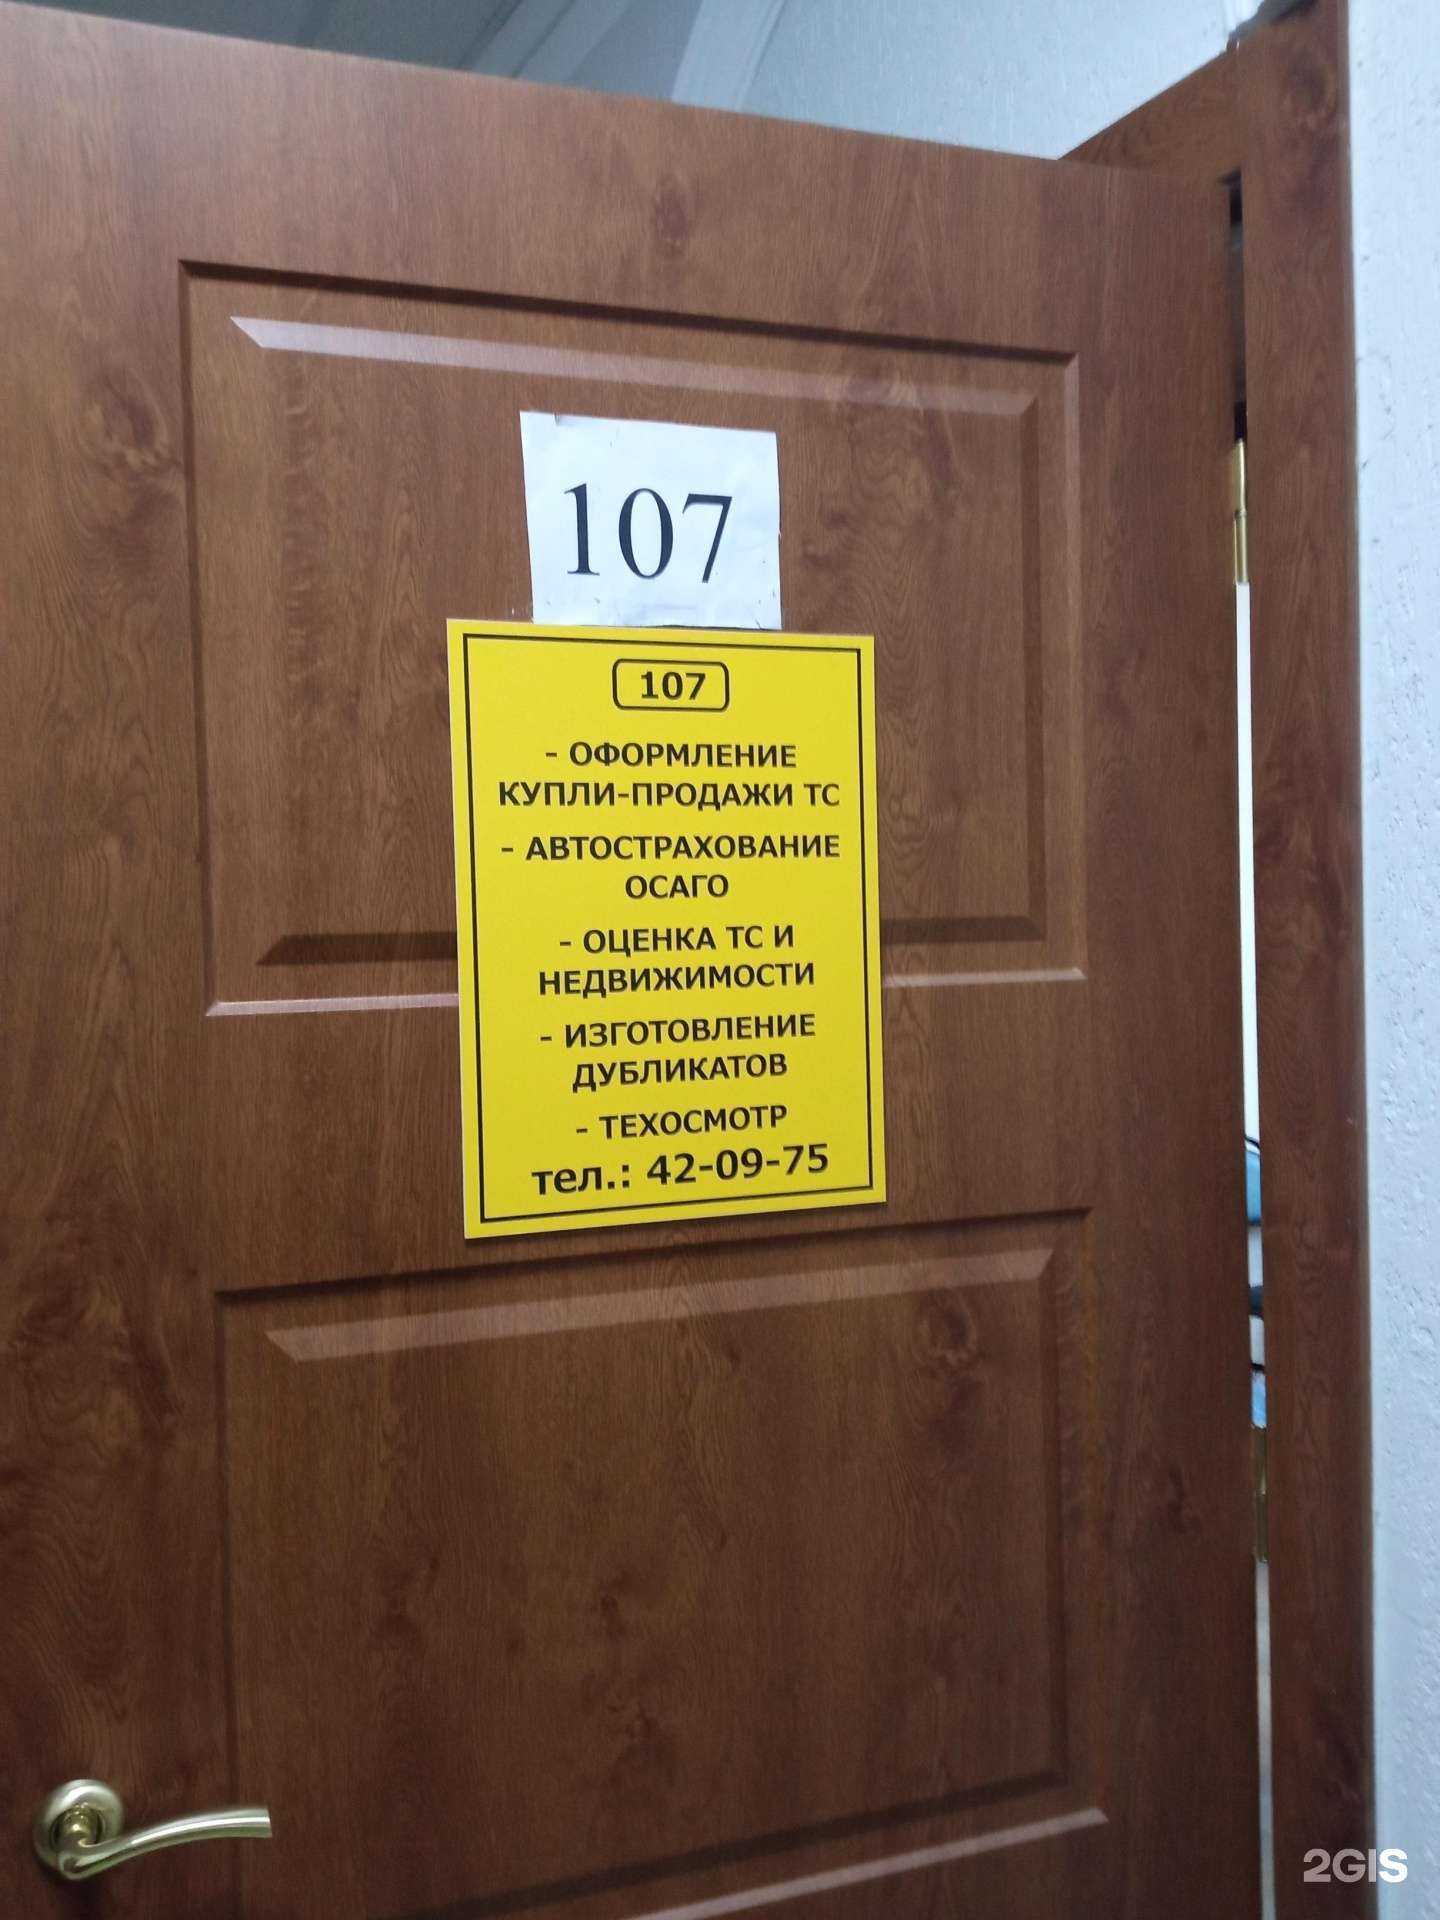 107
107
- ОФОРМЛЕНИЕ
КУПЛИ-ПРОДАЖИ ТС
- АВТОСТРАХОВАНИЕ
ОСАГО
- ОЦЕНКА ТС И
НЕДВИЖИМОСТИ
- ИЗГОТОВЛЕНИЕ
ДУБЛИКАТОВ
- ТЕХОСМОТР
тел.: 42-09-75
2GIS